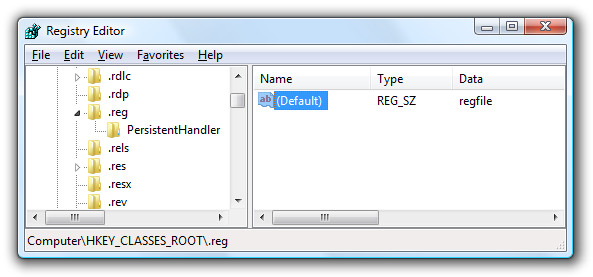 Registry Editor
File Edit View Favorites Help
.rdlc
.rdp
.reg
PersistentHandler
.rels
.res
.resx
.rev
Name Type Data
ab (Default) REG_SZ regfile
Computer\HKEY_CLASSES_ROOT\.reg